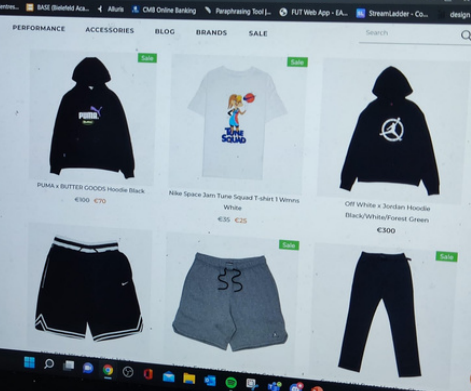 BASE (Bielefeld Aca...
Alluris
CMB Online Banking
Paraphrasing Tool |...
FUT Web App - EA...
StreamLadder - Co...
design
PERFORMANCE ACCESSORIES BLOG BRANDS SALE Search
Sale
Sale
PUMA
TUNE
SQUAD
PUMA x BUTTER GOODS Hoodie Black
€100 €70
Nike Space Jam Tune Squad T-shirt 1 Wmns
White
€35 €25
Off White x Jordan Hoodie
Black/White/Forest Green
€300
Sale
Sale